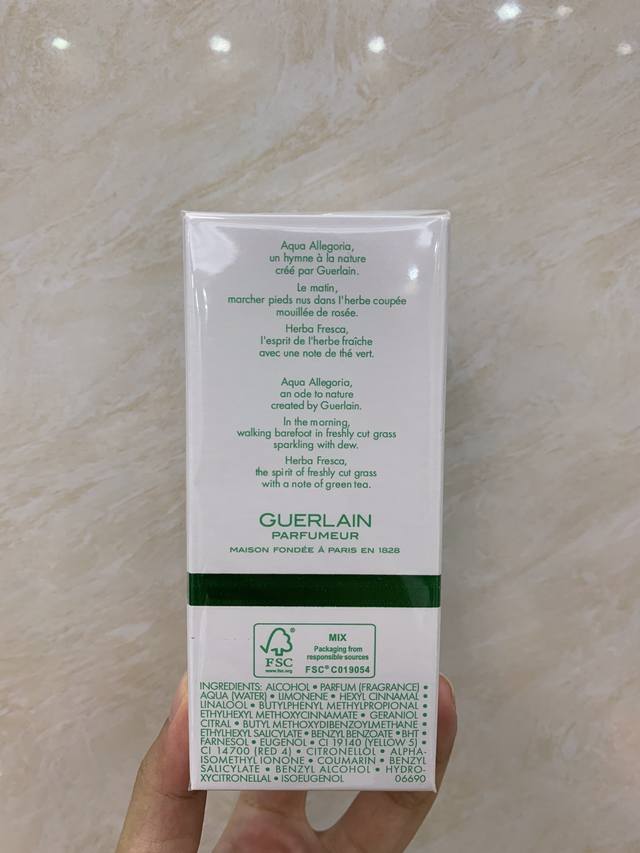 Aqua Allegoria,
un hymne à la nature
créé par Guerlain.
Le matin,
marcher pieds nus dans l'herbe coupée
mouillée de rosée.
Herba Fresca,
l'esprit de l'herbe fraîche
avec une note de thé vert.
Aqua Allegoria,
an ode to nature
created by Guerlain.
In the morning,
walking barefoot in freshly cut grass
sparkling with dew.
Herba Fresca,
the spirit of freshly cut grass
with a note of green tea.
GUERLAIN
PARFUMEUR
MAISON FONDÉE À PARIS EN 1828
FSC
www.fsc.org
MIX
Packaging from
responsible sources
FSC® C019054
INGREDIENTS: ALCOHOL • PARFUM (FRAGRANCE) •
AQUA (WATER) • LIMONENE • HEXYL CINNAMAL •
LINALOOL • BUTYLPHENYL METHYLPROPIONAL •
ETHYLHEXYL METHOXYCINNAMATE • GERANIOL •
CITRAL • BUTYL METHOXYDIBENZOYLMETHANE •
ETHYLHEXYL SALICYLATE • BENZYL BENZOATE • BHT •
FARNESOL • EUGENOL • CI 19140 (YELLOW 5) •
CI 14700 (RED 4) • CITRONELLOL • ALPHA-
ISOMETHYL IONONE • COUMARIN • BENZYL
SALICYLATE • BENZYL ALCOHOL • HYDRO-
XYCITRONELLAL • ISOEUGENOL 06690